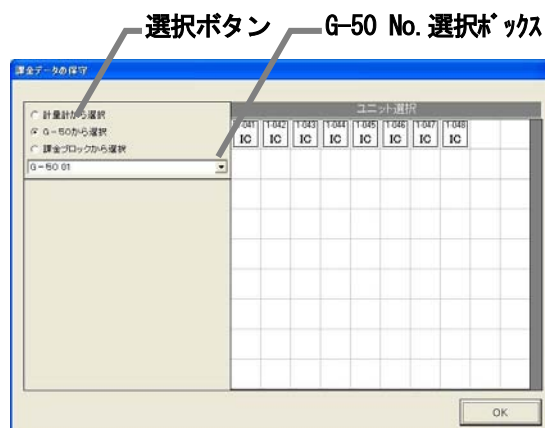 選択ボタン
G-50 No.選択ﾎﾞｯｸｽ
課金データの保守
計量計から選択
G-50から選択
課金ブロックから選択
G-50 01
ユニット選択
1-041 1-042 1-043 1-044 1-045 1-046 1-047 1-048
IC IC IC IC IC IC IC IC
OK